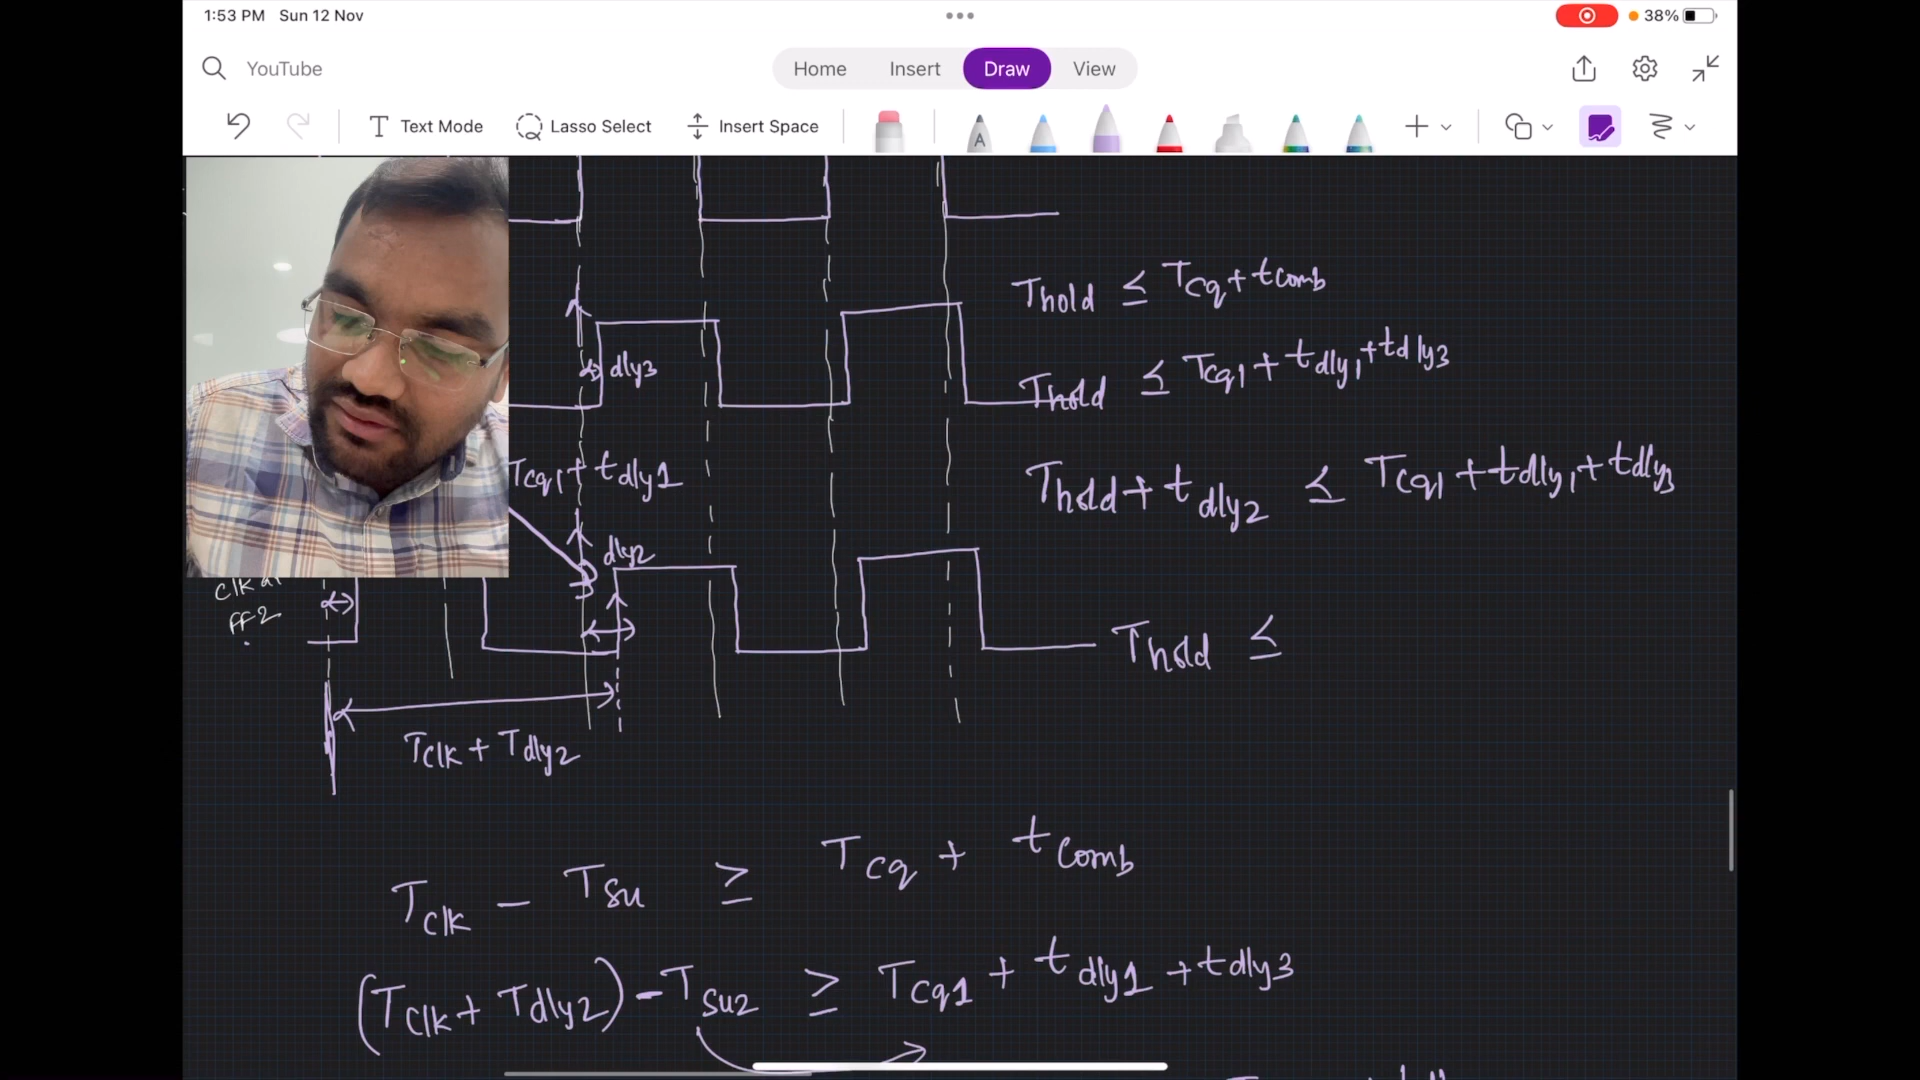 1:53 PM Sun 12 Nov
38%
YouTube
Home Insert Draw View
Text Mode Lasso Select Insert Space
A
Thold ≤ Tcq + tcomb
dly3
Thold ≤ Tcq1 + tdly1 + tdly3
Tcq1 + tdly1
Thold + tdly2 ≤ Tcq1 + tdly1 + tdly3
dly2
clk at
ff2
Thold ≤
Tclk + Tdly2
Tclk - Tsu ≥ Tcq + tcomb
(Tclk + Tdly2) - Tsu2 ≥ Tcq1 + tdly1 + tdly3